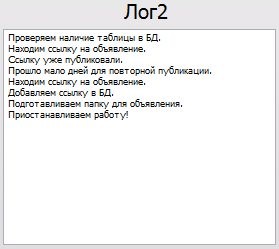 Лог2
Проверяем наличие таблицы в БД.
Находим ссылку на объявление.
Ссылку уже публиковали.
Прошло мало дней для повторной публикации.
Находим ссылку на объявление.
Добавляем ссылку в БД.
Подготавливаем папку для объявления.
Приостанавливаем работу!